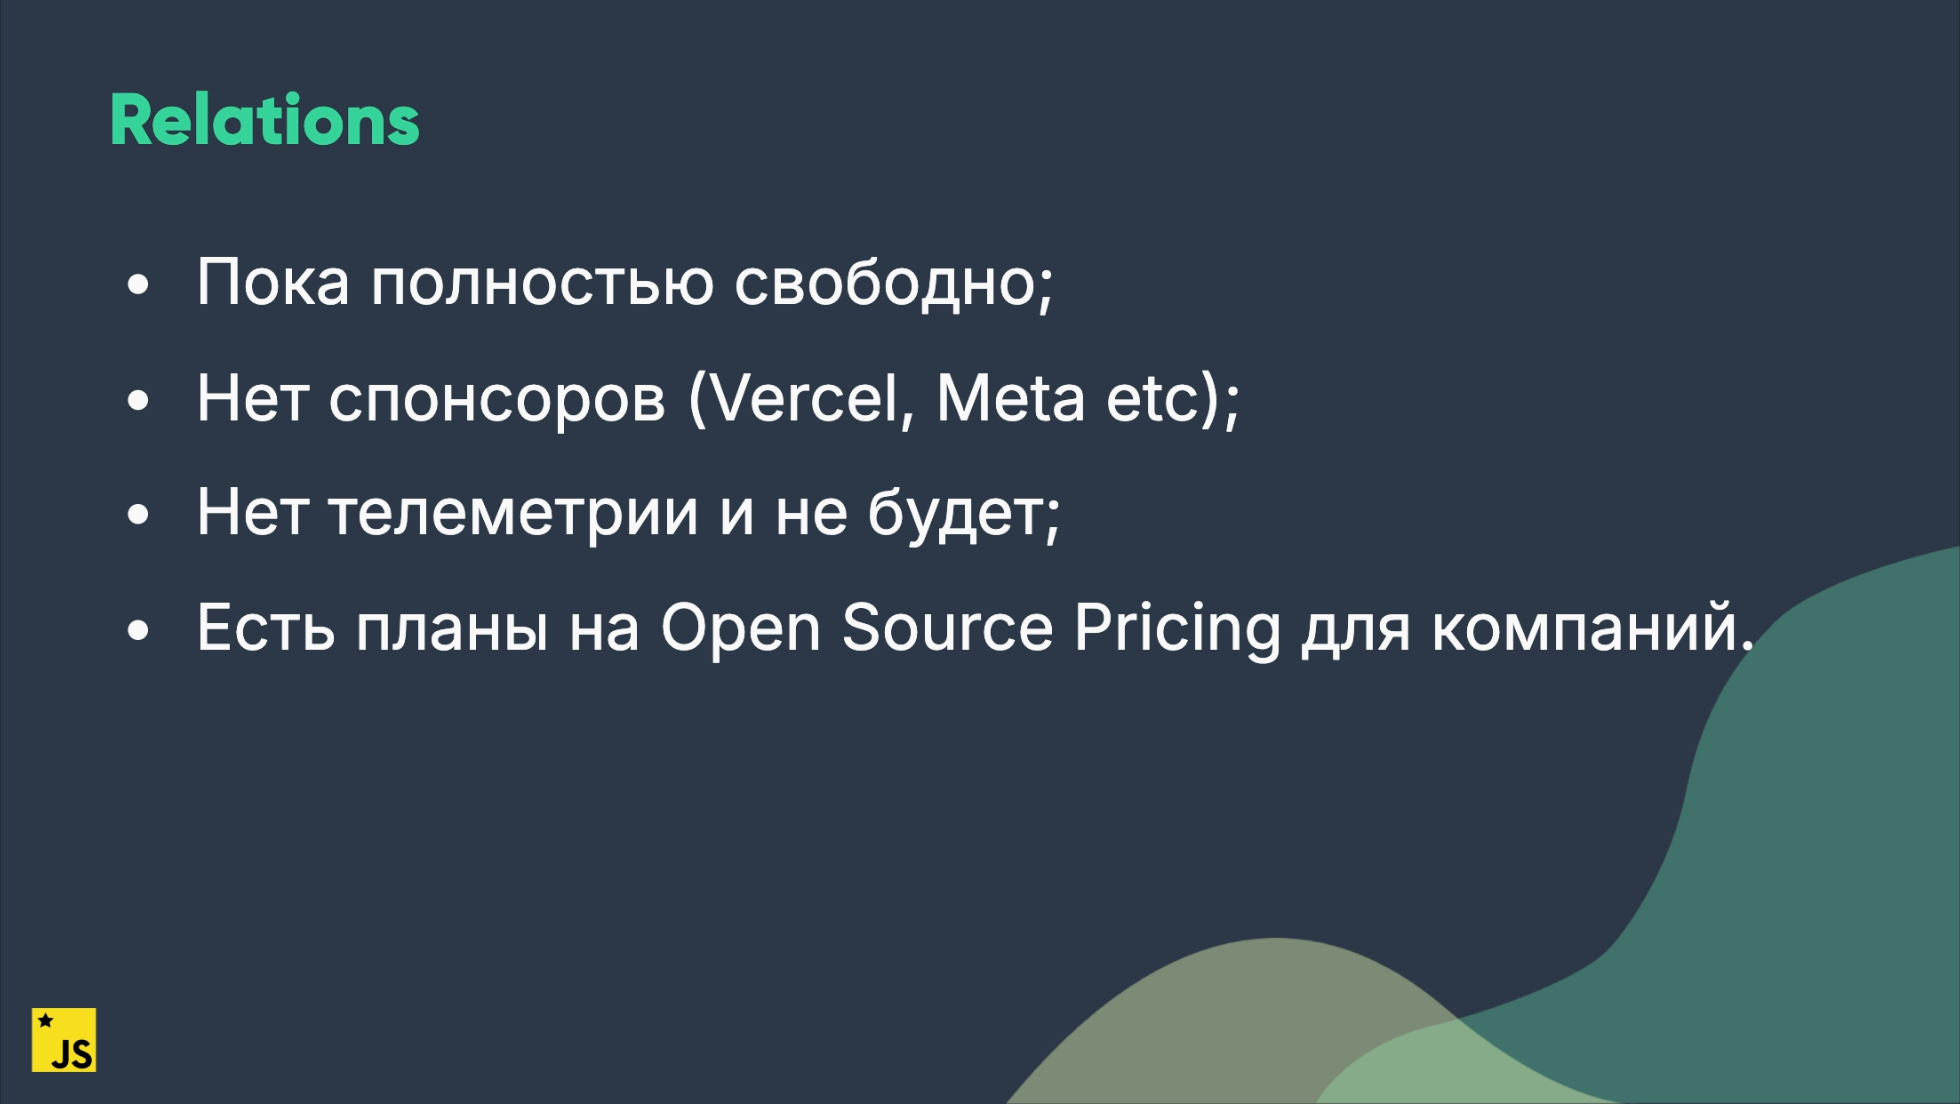 Relations
• Пока полностью свободно;
• Нет спонсоров (Vercel, Meta etc);
• Нет телеметрии и не будет;
• Есть планы на Open Source Pricing для компаний.
JS